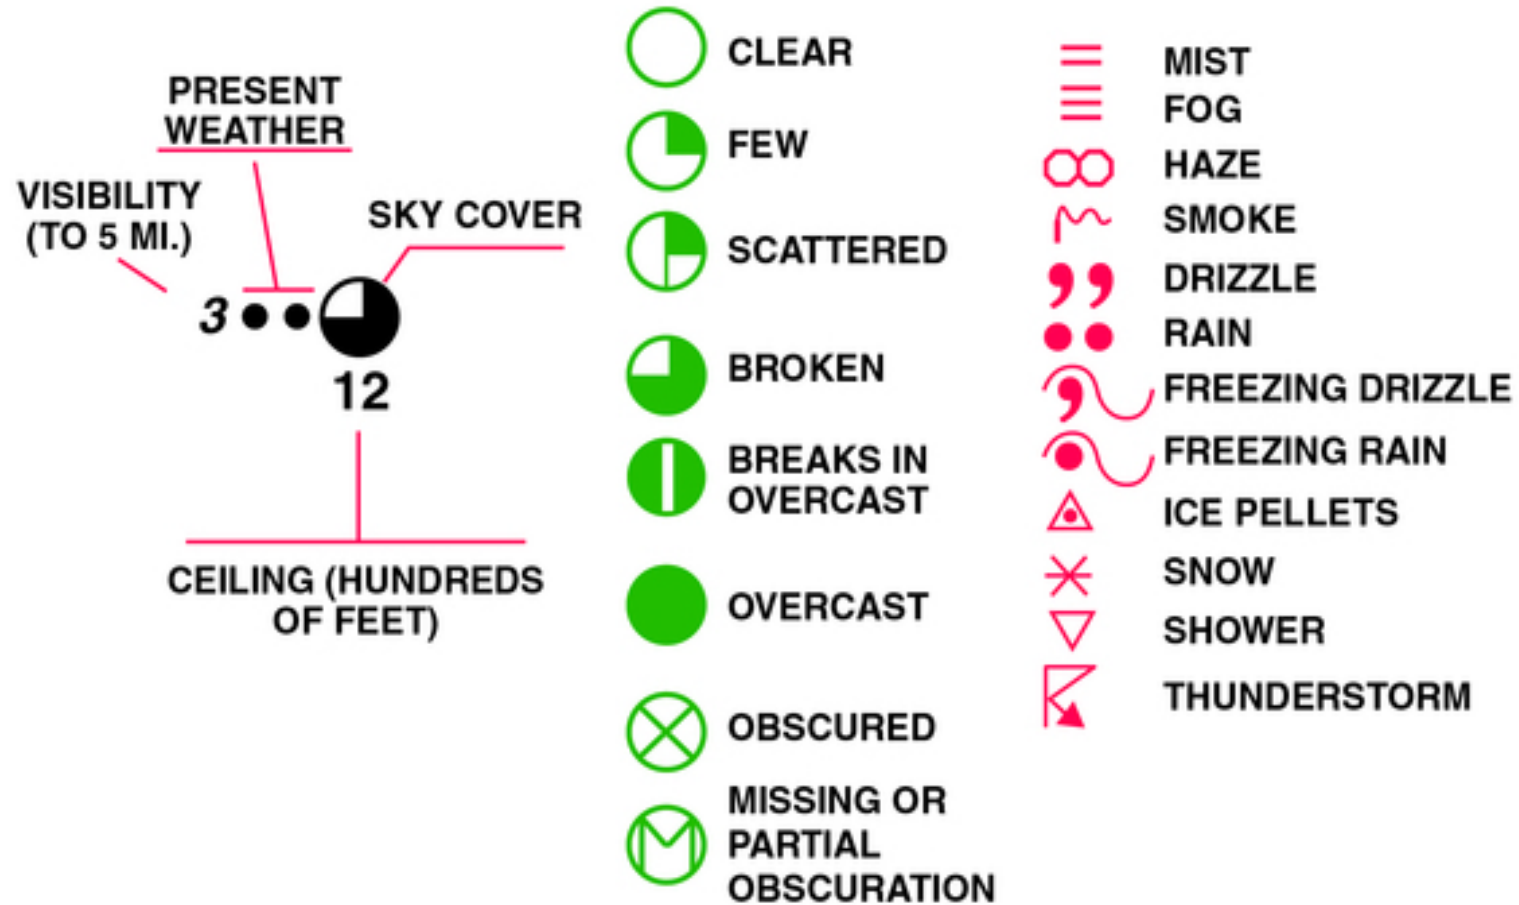 PRESENT
WEATHER
VISIBILITY
(TO 5 MI.)
SKY COVER
3
12
CEILING (HUNDREDS
OF FEET)
CLEAR
FEW
SCATTERED
BROKEN
BREAKS IN
OVERCAST
OVERCAST
OBSCURED
MISSING OR
PARTIAL
OBSCURATION
MIST
FOG
HAZE
SMOKE
DRIZZLE
RAIN
FREEZING DRIZZLE
FREEZING RAIN
ICE PELLETS
SNOW
SHOWER
THUNDERSTORM